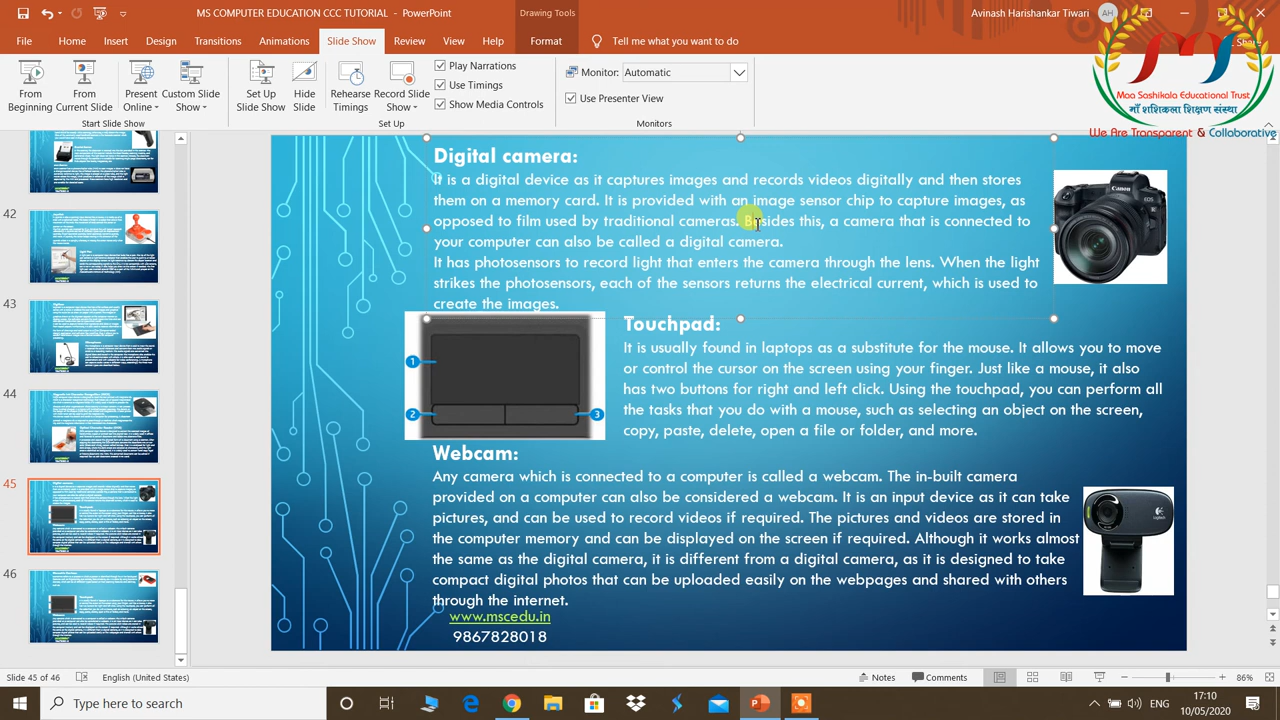 MS COMPUTER EDUCATION CCC TUTORIAL - PowerPoint
Drawing Tools
Avinash Harishankar Tiwari
AH
File
Home
Insert
Design
Transitions
Animations
Slide Show
Review
View
Help
Format
Tell me what you want to do
Share
From Beginning
From Current Slide
Present Online
Custom Slide Show
Set Up Slide Show
Hide Slide
Rehearse Timings
Record Slide Show
Play Narrations
Use Timings
Show Media Controls
Monitor: Automatic
Use Presenter View
Start Slide Show
Set Up
Monitors
Maa Sashikala Educational Trust
माँ शशिकला शिक्षण संस्था
We Are Transparent & Collaborative
42
43
44
45
46
Digital camera:
It is a digital device as it captures images and records videos digitally and then stores
them on a memory card. It is provided with an image sensor chip to capture images, as
opposed to film used by traditional cameras. Besides this, a camera that is connected to
your computer can also be called a digital camera.
It has photosensors to record light that enters the camera through the lens. When the light
strikes the photosensors, each of the sensors returns the electrical current, which is used to
create the images.
Canon
EOS
R
1
2
3
Touchpad:
It is usually found in laptops as a substitute for the mouse. It allows you to move
or control the cursor on the screen using your finger. Just like a mouse, it also
has two buttons for right and left click. Using the touchpad, you can perform all
the tasks that you do with a mouse, such as selecting an object on the screen,
copy, paste, delete, open a file or folder, and more.
Webcam:
Any camera which is connected to a computer is called a webcam. The in-built camera
provided on a computer can also be considered a webcam. It is an input device as it can take
pictures, and can be used to record videos if required. The pictures and videos are stored in
the computer memory and can be displayed on the screen if required. Although it works almost
the same as the digital camera, it is different from a digital camera, as it is designed to take
compact digital photos that can be uploaded easily on the webpages and shared with others
through the internet.
Logitech
www.mscedu.in
9867828018
Slide 45 of 46
English (United States)
Notes
Comments
86%
Type here to search
ENG
17:10
10/05/2020